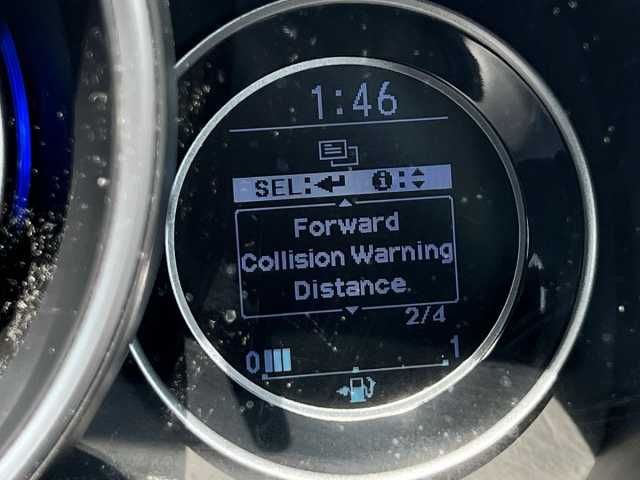 1:46
SEL:↵ i:
Forward
Collision Warning
Distance
2/4
0 1